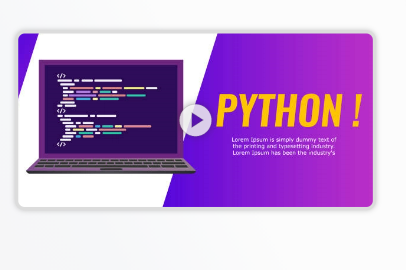 PYTHON !
Lorem Ipsum is simply dummy text of
the printing and typesetting industry.
Lorem Ipsum has been the industry's